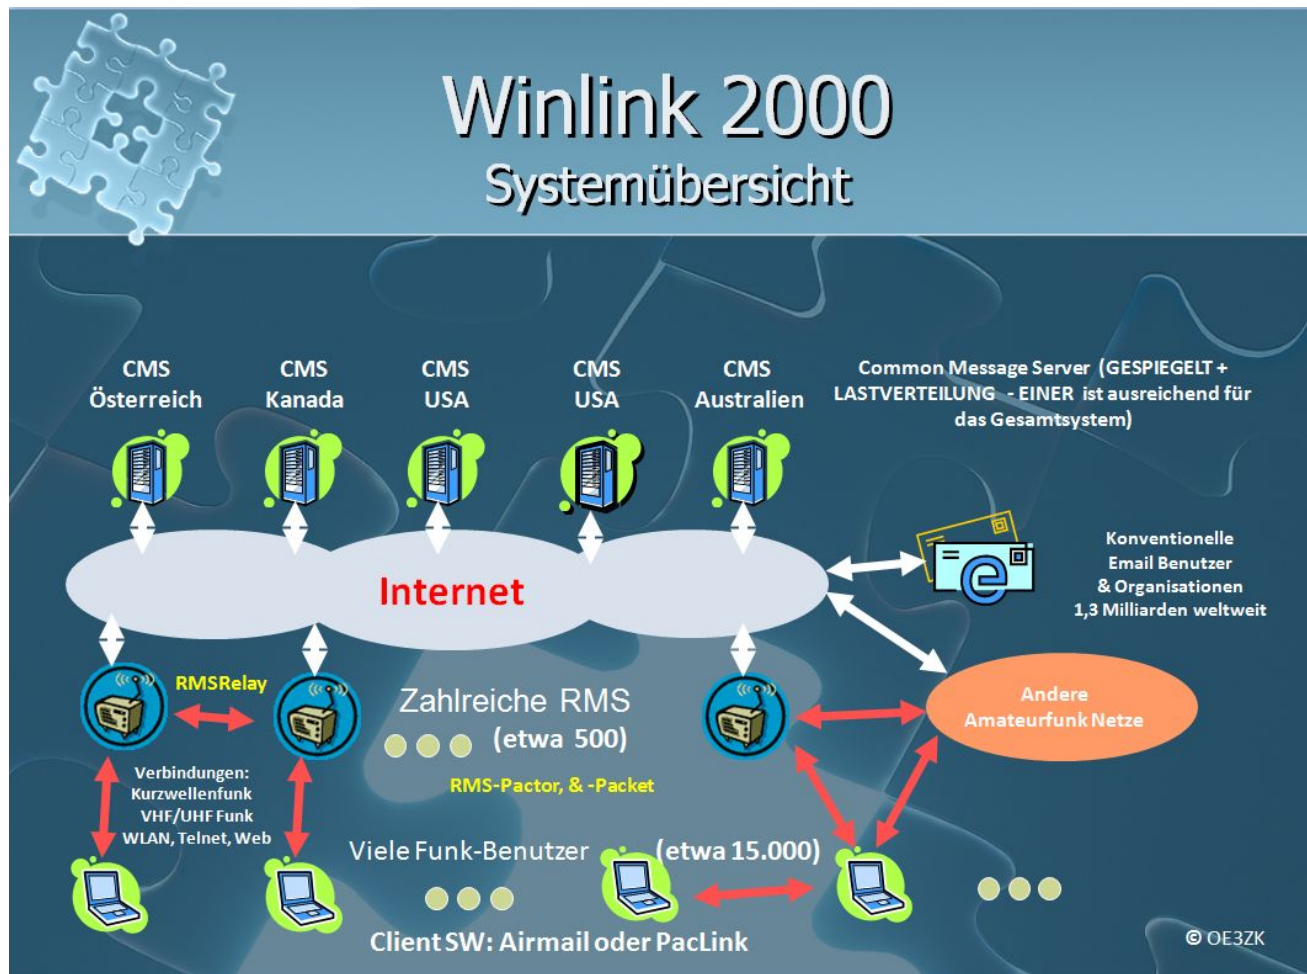 Winlink 2000
Systemübersicht
CMS
Österreich
CMS
Kanada
CMS
USA
CMS
USA
CMS
Australien
Common Message Server (GESPIEGELT +
LASTVERTEILUNG - EINER ist ausreichend für
das Gesamtsystem)
Internet
e
Konventionelle
Email Benutzer
& Organisationen
1,3 Milliarden weltweit
RMSRelay
Zahlreiche RMS
(etwa 500)
RMS-Pactor, & -Packet
Andere
Amateurfunk Netze
Verbindungen:
Kurzwellenfunk
VHF/UHF Funk
WLAN, Telnet, Web
Viele Funk-Benutzer (etwa 15.000)
Client SW: Airmail oder PacLink
© OE3ZK